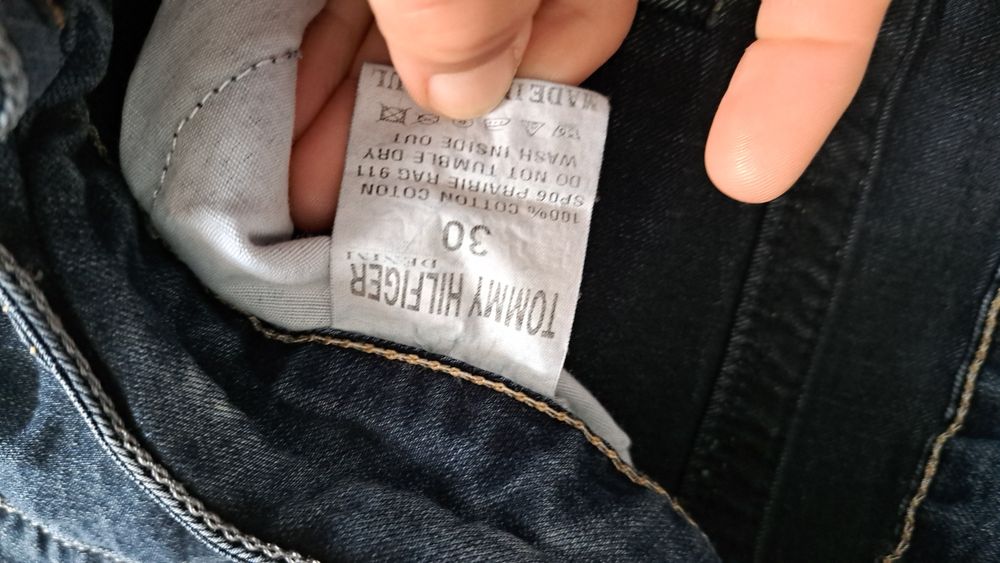 TOMMY HILFIGER
DENIM
30
100% COTTON COTON
SP06 PRAIRIE RAG 911
DO NOT TUMBLE DRY
WASH INSIDE OUT
MADE